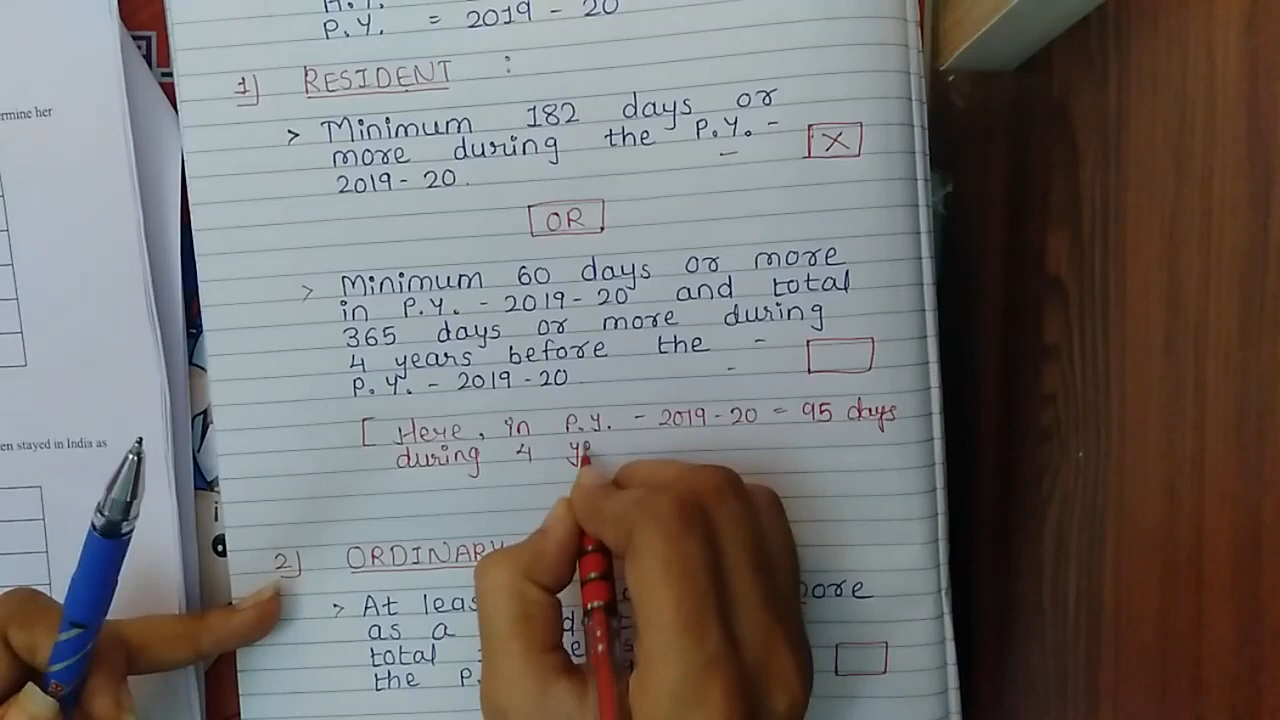 P.Y. = 2019-20
1) RESIDENT :
> Minimum 182 days or
more during the P.Y. -
2019-20.
X
OR
> Minimum 60 days or more
in P.Y. - 2019-20 and total
365 days or more during
4 years before the -
P.Y. - 2019-20
[ Here, in P.Y. - 2019-20 = 95 days
during 4 ye
2) ORDINARY
> At leas more
as a
total
the P.
rmine her
en stayed in India as